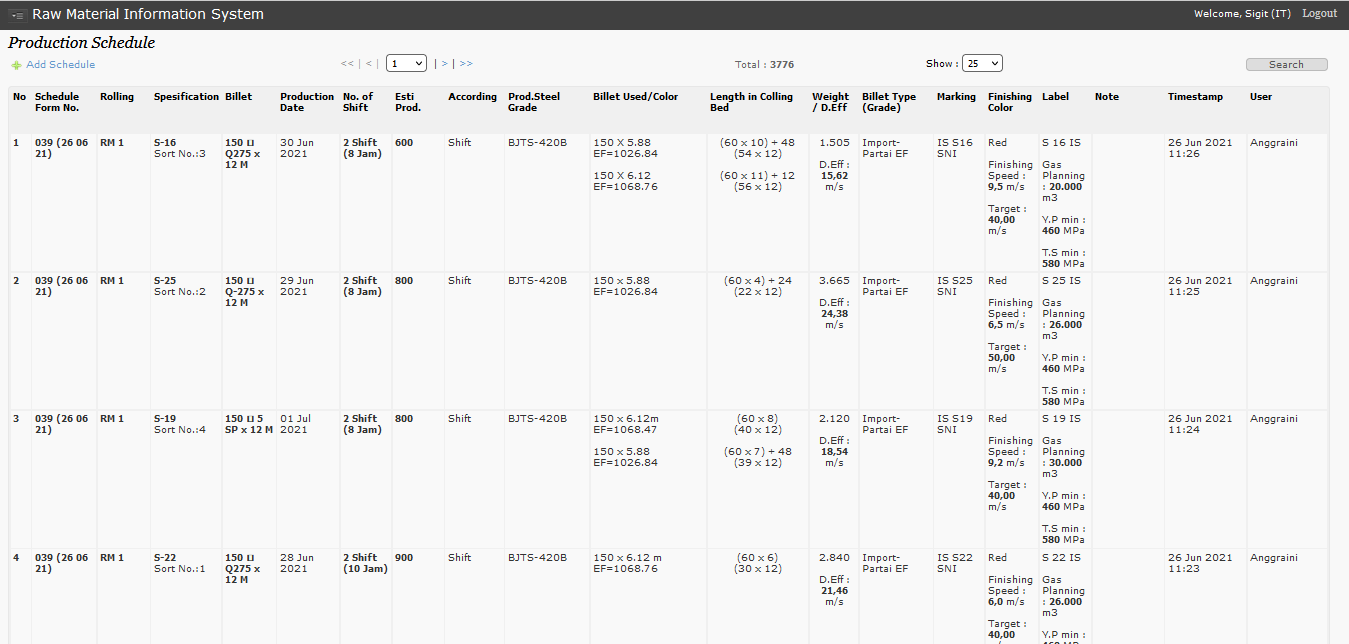 Raw Material Information System
Welcome, Sigit (IT) Logout
Production Schedule
Add Schedule
<< | < | 1 | > | >>
Total : 3776
Show : 25
Search
No
Schedule Form No.
Rolling
Spesification
Billet
Production Date
No. of Shift
Esti Prod.
According
Prod.Steel Grade
Billet Used/Color
Length in Colling Bed
Weight / D.Eff
Billet Type (Grade)
Marking
Finishing Color
Label
Note
Timestamp
User
1
039 (26 06 21)
RM 1
S-16
Sort No.:3
150 ⊔ Q275 x 12 M
30 Jun 2021
2 Shift (8 Jam)
600
Shift
BJTS-420B
150 X 5.88
EF=1026.84
150 X 6.12
EF=1068.76
(60 x 10) + 48
(54 x 12)
(60 x 11) + 12
(56 x 12)
1.505
D.Eff :
15,62
m/s
Import-Partai EF
IS S16 SNI
Red
Finishing Speed :
9,5 m/s
Target :
40,00
m/s
S 16 IS
Gas Planning
: 20.000
m3
Y.P min :
460 MPa
T.S min :
580 MPa
26 Jun 2021 11:26
Anggraini
2
039 (26 06 21)
RM 1
S-25
Sort No.:2
150 ⊔ Q-275 x 12 M
29 Jun 2021
2 Shift (8 Jam)
800
Shift
BJTS-420B
150 x 5.88
EF=1026.84
(60 x 4) + 24
(22 x 12)
3.665
D.Eff :
24,38
m/s
Import-Partai EF
IS S25 SNI
Red
Finishing Speed :
6,5 m/s
Target :
50,00
m/s
S 25 IS
Gas Planning
: 26.000
m3
Y.P min :
460 MPa
T.S min :
580 MPa
26 Jun 2021 11:25
Anggraini
3
039 (26 06 21)
RM 1
S-19
Sort No.:4
150 ⊔ 5 SP x 12 M
01 Jul 2021
2 Shift (8 Jam)
800
Shift
BJTS-420B
150 x 6.12m
EF=1068.47
150 x 5.88
EF=1026.84
(60 x 8)
(40 x 12)
(60 x 7) + 48
(39 x 12)
2.120
D.Eff :
18,54
m/s
Import-Partai EF
IS S19 SNI
Red
Finishing Speed :
9,2 m/s
Target :
40,00
m/s
S 19 IS
Gas Planning
: 30.000
m3
Y.P min :
460 MPa
T.S min :
580 MPa
26 Jun 2021 11:24
Anggraini
4
039 (26 06 21)
RM 1
S-22
Sort No.:1
150 ⊔ Q275 x 12 M
28 Jun 2021
2 Shift (10 Jam)
900
Shift
BJTS-420B
150 x 6.12 m
EF=1068.76
(60 x 6)
(30 x 12)
2.840
D.Eff :
21,46
m/s
Import-Partai EF
IS S22 SNI
Red
Finishing Speed :
6,0 m/s
Target :
40,00
S 22 IS
Gas Planning
: 26.000
m3
Y.P min :
26 Jun 2021 11:23
Anggraini